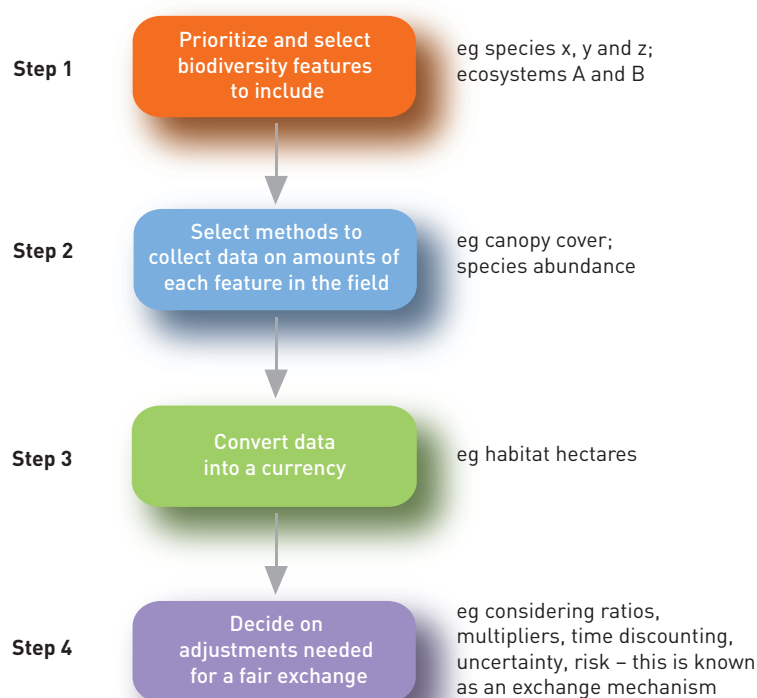 Step 1
Prioritize and select
biodiversity features
to include
eg species x, y and z;
ecosystems A and B
Step 2
Select methods to
collect data on amounts of
each feature in the field
eg canopy cover;
species abundance
Step 3
Convert data
into a currency
eg habitat hectares
Step 4
Decide on
adjustments needed
for a fair exchange
eg considering ratios,
multipliers, time discounting,
uncertainty, risk – this is known
as an exchange mechanism